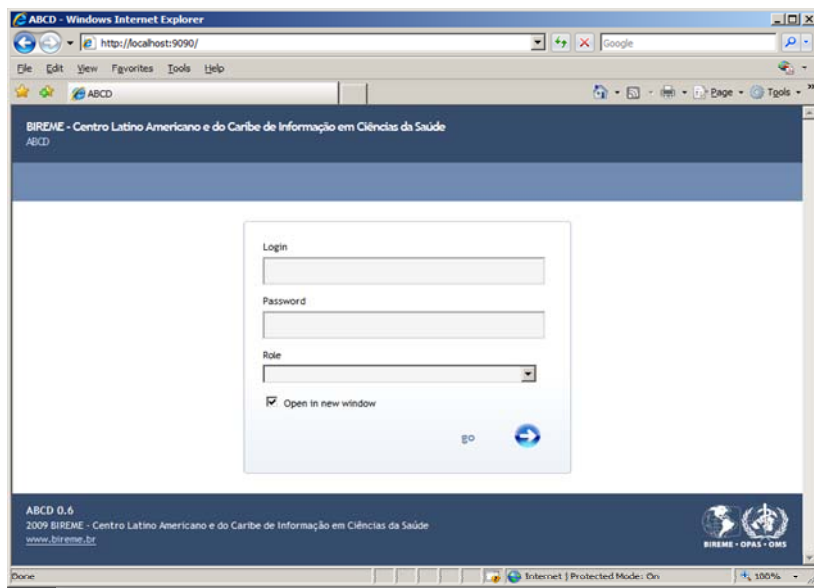 ABCD - Windows Internet Explorer
http://localhost:9090/
Google
File Edit View Favorites Tools Help
ABCD
Page Tools
BIREME - Centro Latino Americano e do Caribe de Informação em Ciências da Saúde
ABCD
Login
Password
Role
Open in new window
go
ABCD 0.6
2009 BIREME - Centro Latino Americano e do Caribe de Informação em Ciências da Saúde
www.bireme.br
BIREME • OPAS • OMS
Done
Internet | Protected Mode: On
100%